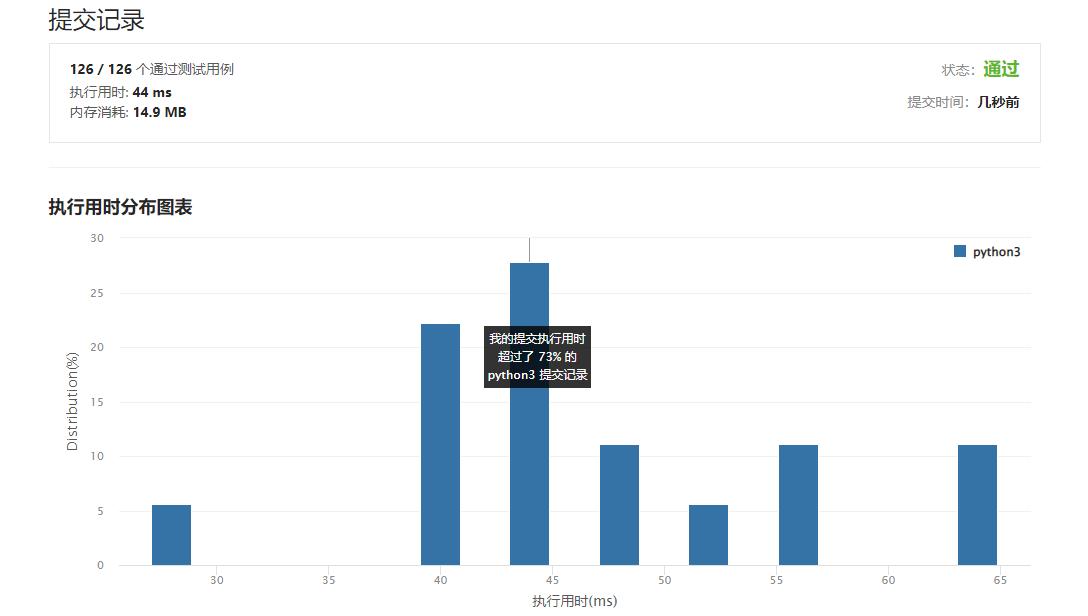 提交记录
126 / 126 个通过测试用例
状态：通过
执行用时: 44 ms
内存消耗: 14.9 MB
提交时间：几秒前
执行用时分布图表
python3
30
25
20
15
10
5
0
Distribution(%)
我的提交执行用时
超过了 73% 的
python3 提交记录
30 35 40 45 50 55 60 65
执行用时(ms)